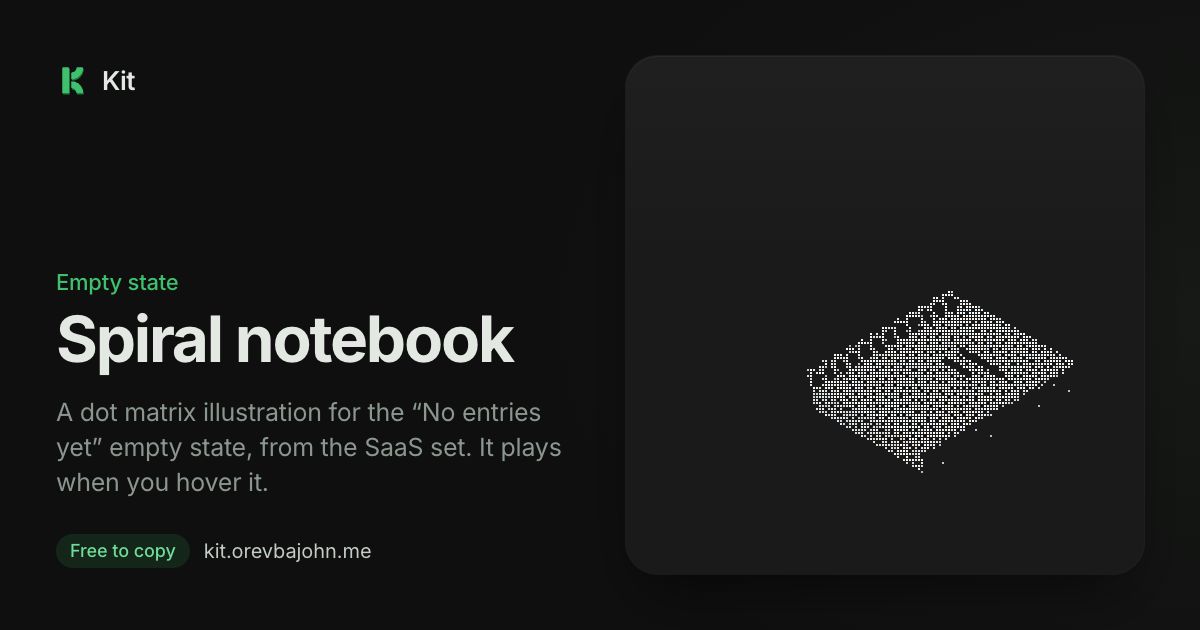 Kit
Empty state
Spiral notebook
A dot matrix illustration for the “No entries
yet” empty state, from the SaaS set. It plays
when you hover it.
Free to copy
kit.orevbajohn.me